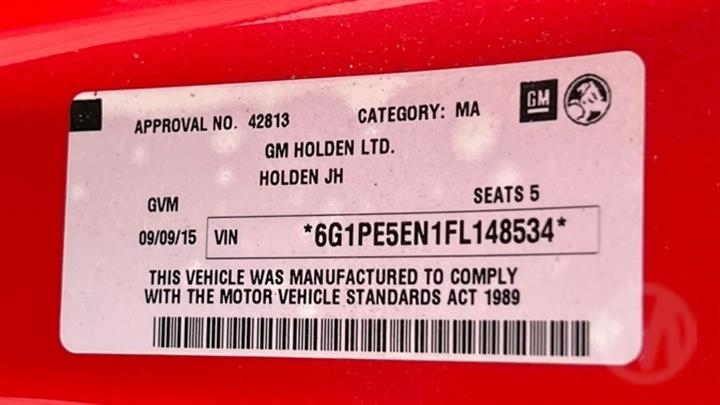 APPROVAL NO. 42813 CATEGORY: MA GM
GM HOLDEN LTD.
HOLDEN JH
GVM SEATS 5
09/09/15 VIN *6G1PE5EN1FL148534*
THIS VEHICLE WAS MANUFACTURED TO COMPLY
WITH THE MOTOR VEHICLE STANDARDS ACT 1989